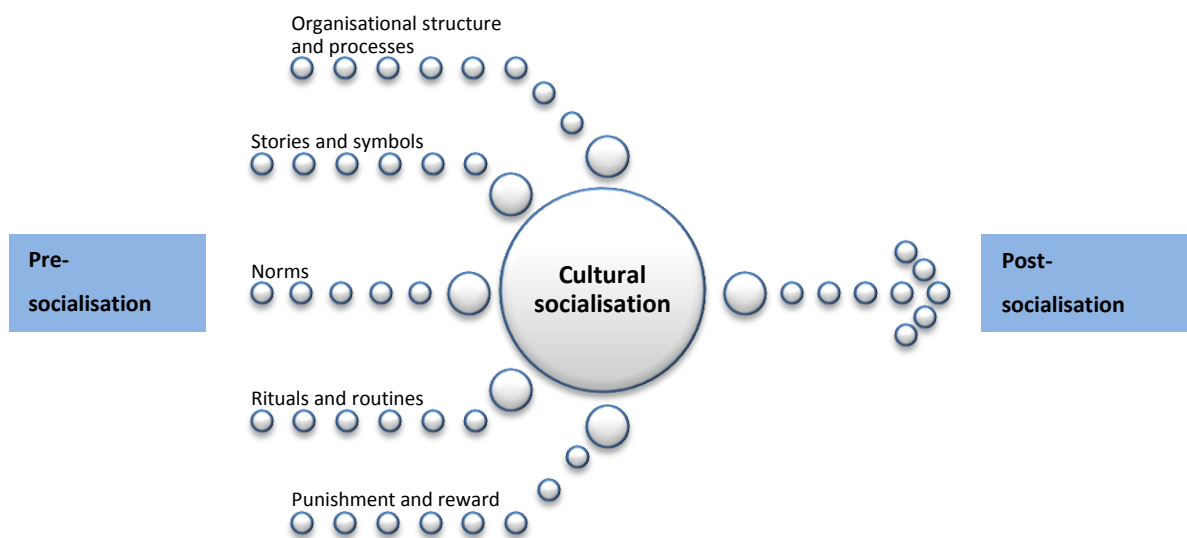 Organisational structure
and processes
Stories and symbols
Pre-
socialisation
Norms
Cultural
socialisation
Post-
socialisation
Rituals and routines
Punishment and reward